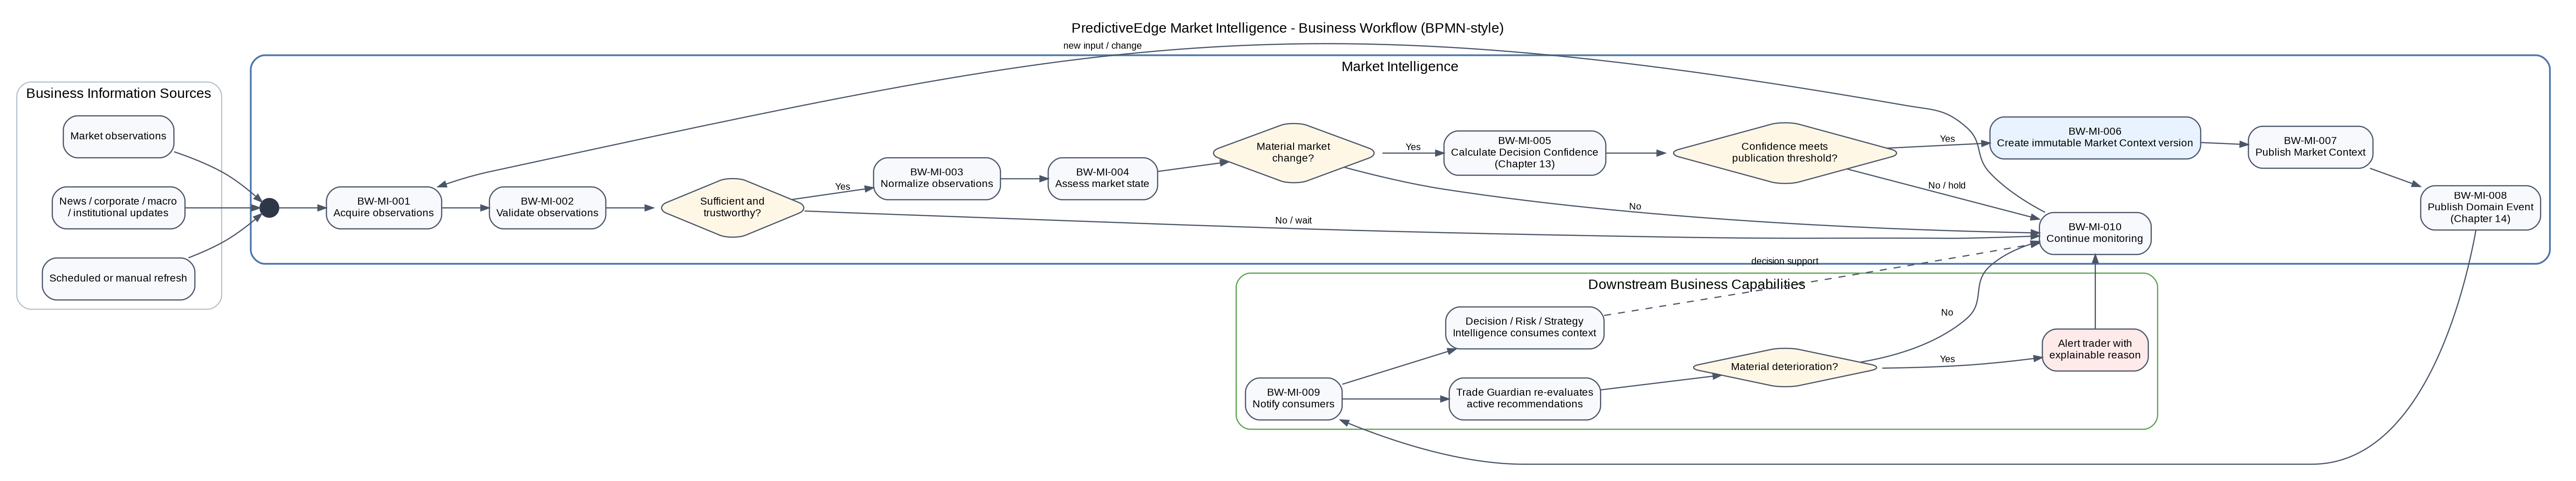 PredictiveEdge Market Intelligence - Business Workflow (BPMN-style)
new input / change
Market Intelligence
Business Information Sources
Market observations
News / corporate / macro
/ institutional updates
Scheduled or manual refresh
BW-MI-001
Acquire observations
BW-MI-002
Validate observations
Sufficient and
trustworthy?
Yes
No / wait
BW-MI-003
Normalize observations
BW-MI-004
Assess market state
Material market
change?
Yes
No
BW-MI-005
Calculate Decision Confidence
(Chapter 13)
Confidence meets
publication threshold?
Yes
No / hold
BW-MI-006
Create immutable Market Context version
BW-MI-007
Publish Market Context
BW-MI-008
Publish Domain Event
(Chapter 14)
BW-MI-010
Continue monitoring
decision support
Downstream Business Capabilities
Decision / Risk / Strategy
Intelligence consumes context
BW-MI-009
Notify consumers
Trade Guardian re-evaluates
active recommendations
Material deterioration?
No
Yes
Alert trader with
explainable reason